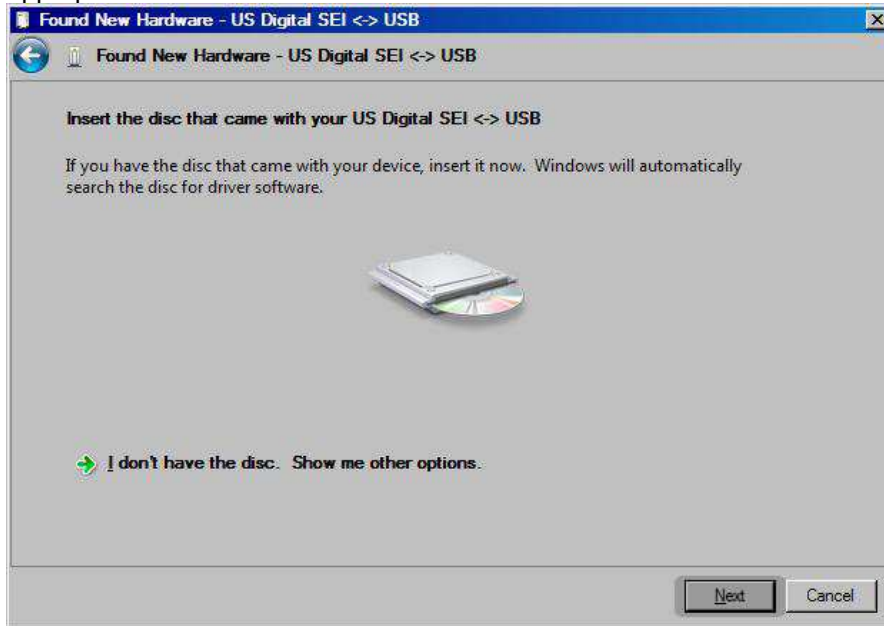 Found New Hardware - US Digital SEI <-> USB
Found New Hardware - US Digital SEI <-> USB
Insert the disc that came with your US Digital SEI <-> USB
If you have the disc that came with your device, insert it now. Windows will automatically
search the disc for driver software.
I don't have the disc. Show me other options.
Next
Cancel